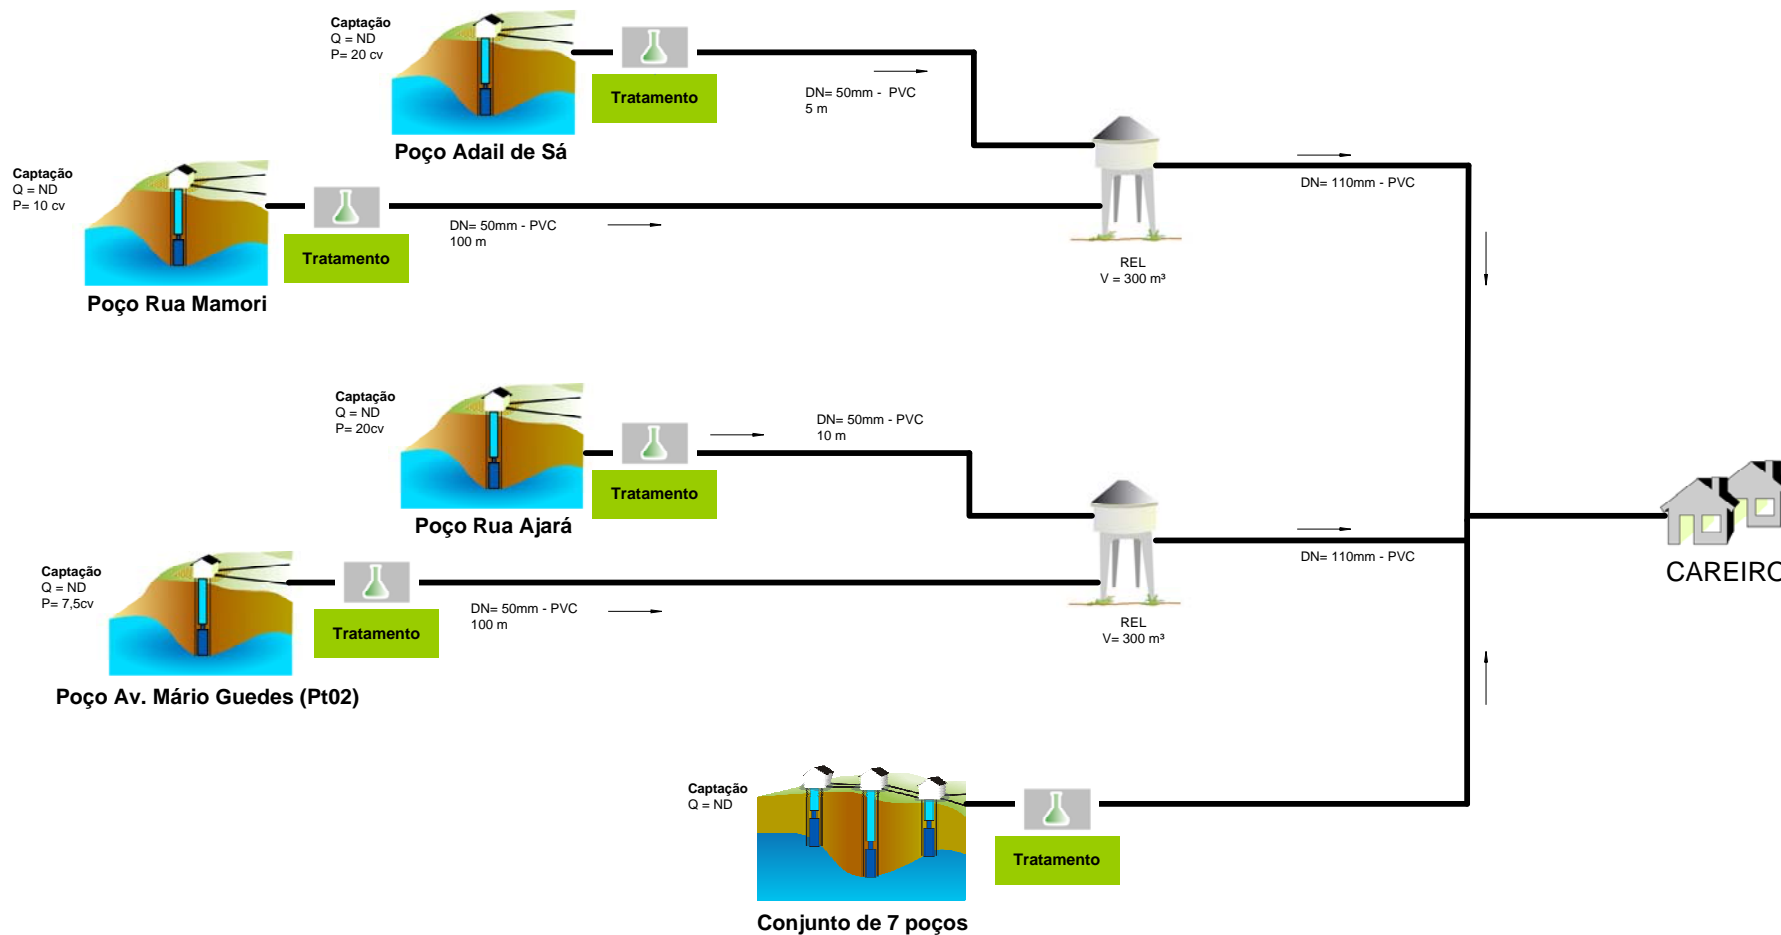 Captação
Q = ND
P= 20 cv
Tratamento
DN= 50mm - PVC
5 m
Poço Adail de Sá
Captação
Q = ND
P= 10 cv
Tratamento
DN= 50mm - PVC
100 m
Poço Rua Mamori
REL
V = 300 m³
DN= 110mm - PVC
Captação
Q = ND
P= 20cv
Tratamento
DN= 50mm - PVC
10 m
Poço Rua Ajará
Captação
Q = ND
P= 7,5cv
Tratamento
DN= 50mm - PVC
100 m
Poço Av. Mário Guedes (Pt02)
REL
V= 300 m³
DN= 110mm - PVC
CAREIRO
Captação
Q = ND
Tratamento
Conjunto de 7 poços